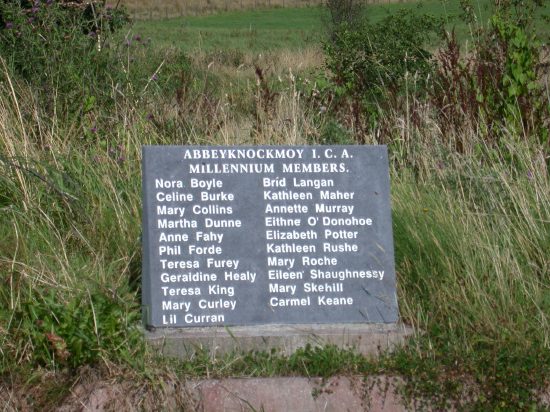 ABBEYKNOCKMOY I. C. A.
MILLENNIUM MEMBERS.
Nora Boyle
Celine Burke
Mary Collins
Martha Dunne
Anne Fahy
Phil Forde
Teresa Furey
Geraldine Healy
Teresa King
Mary Curley
Lil Curran
Bríd Langan
Kathleen Maher
Annette Murray
Eithne O'Donohoe
Elizabeth Potter
Kathleen Rushe
Mary Roche
Eileen Shaughnessy
Mary Skehill
Carmel Keane